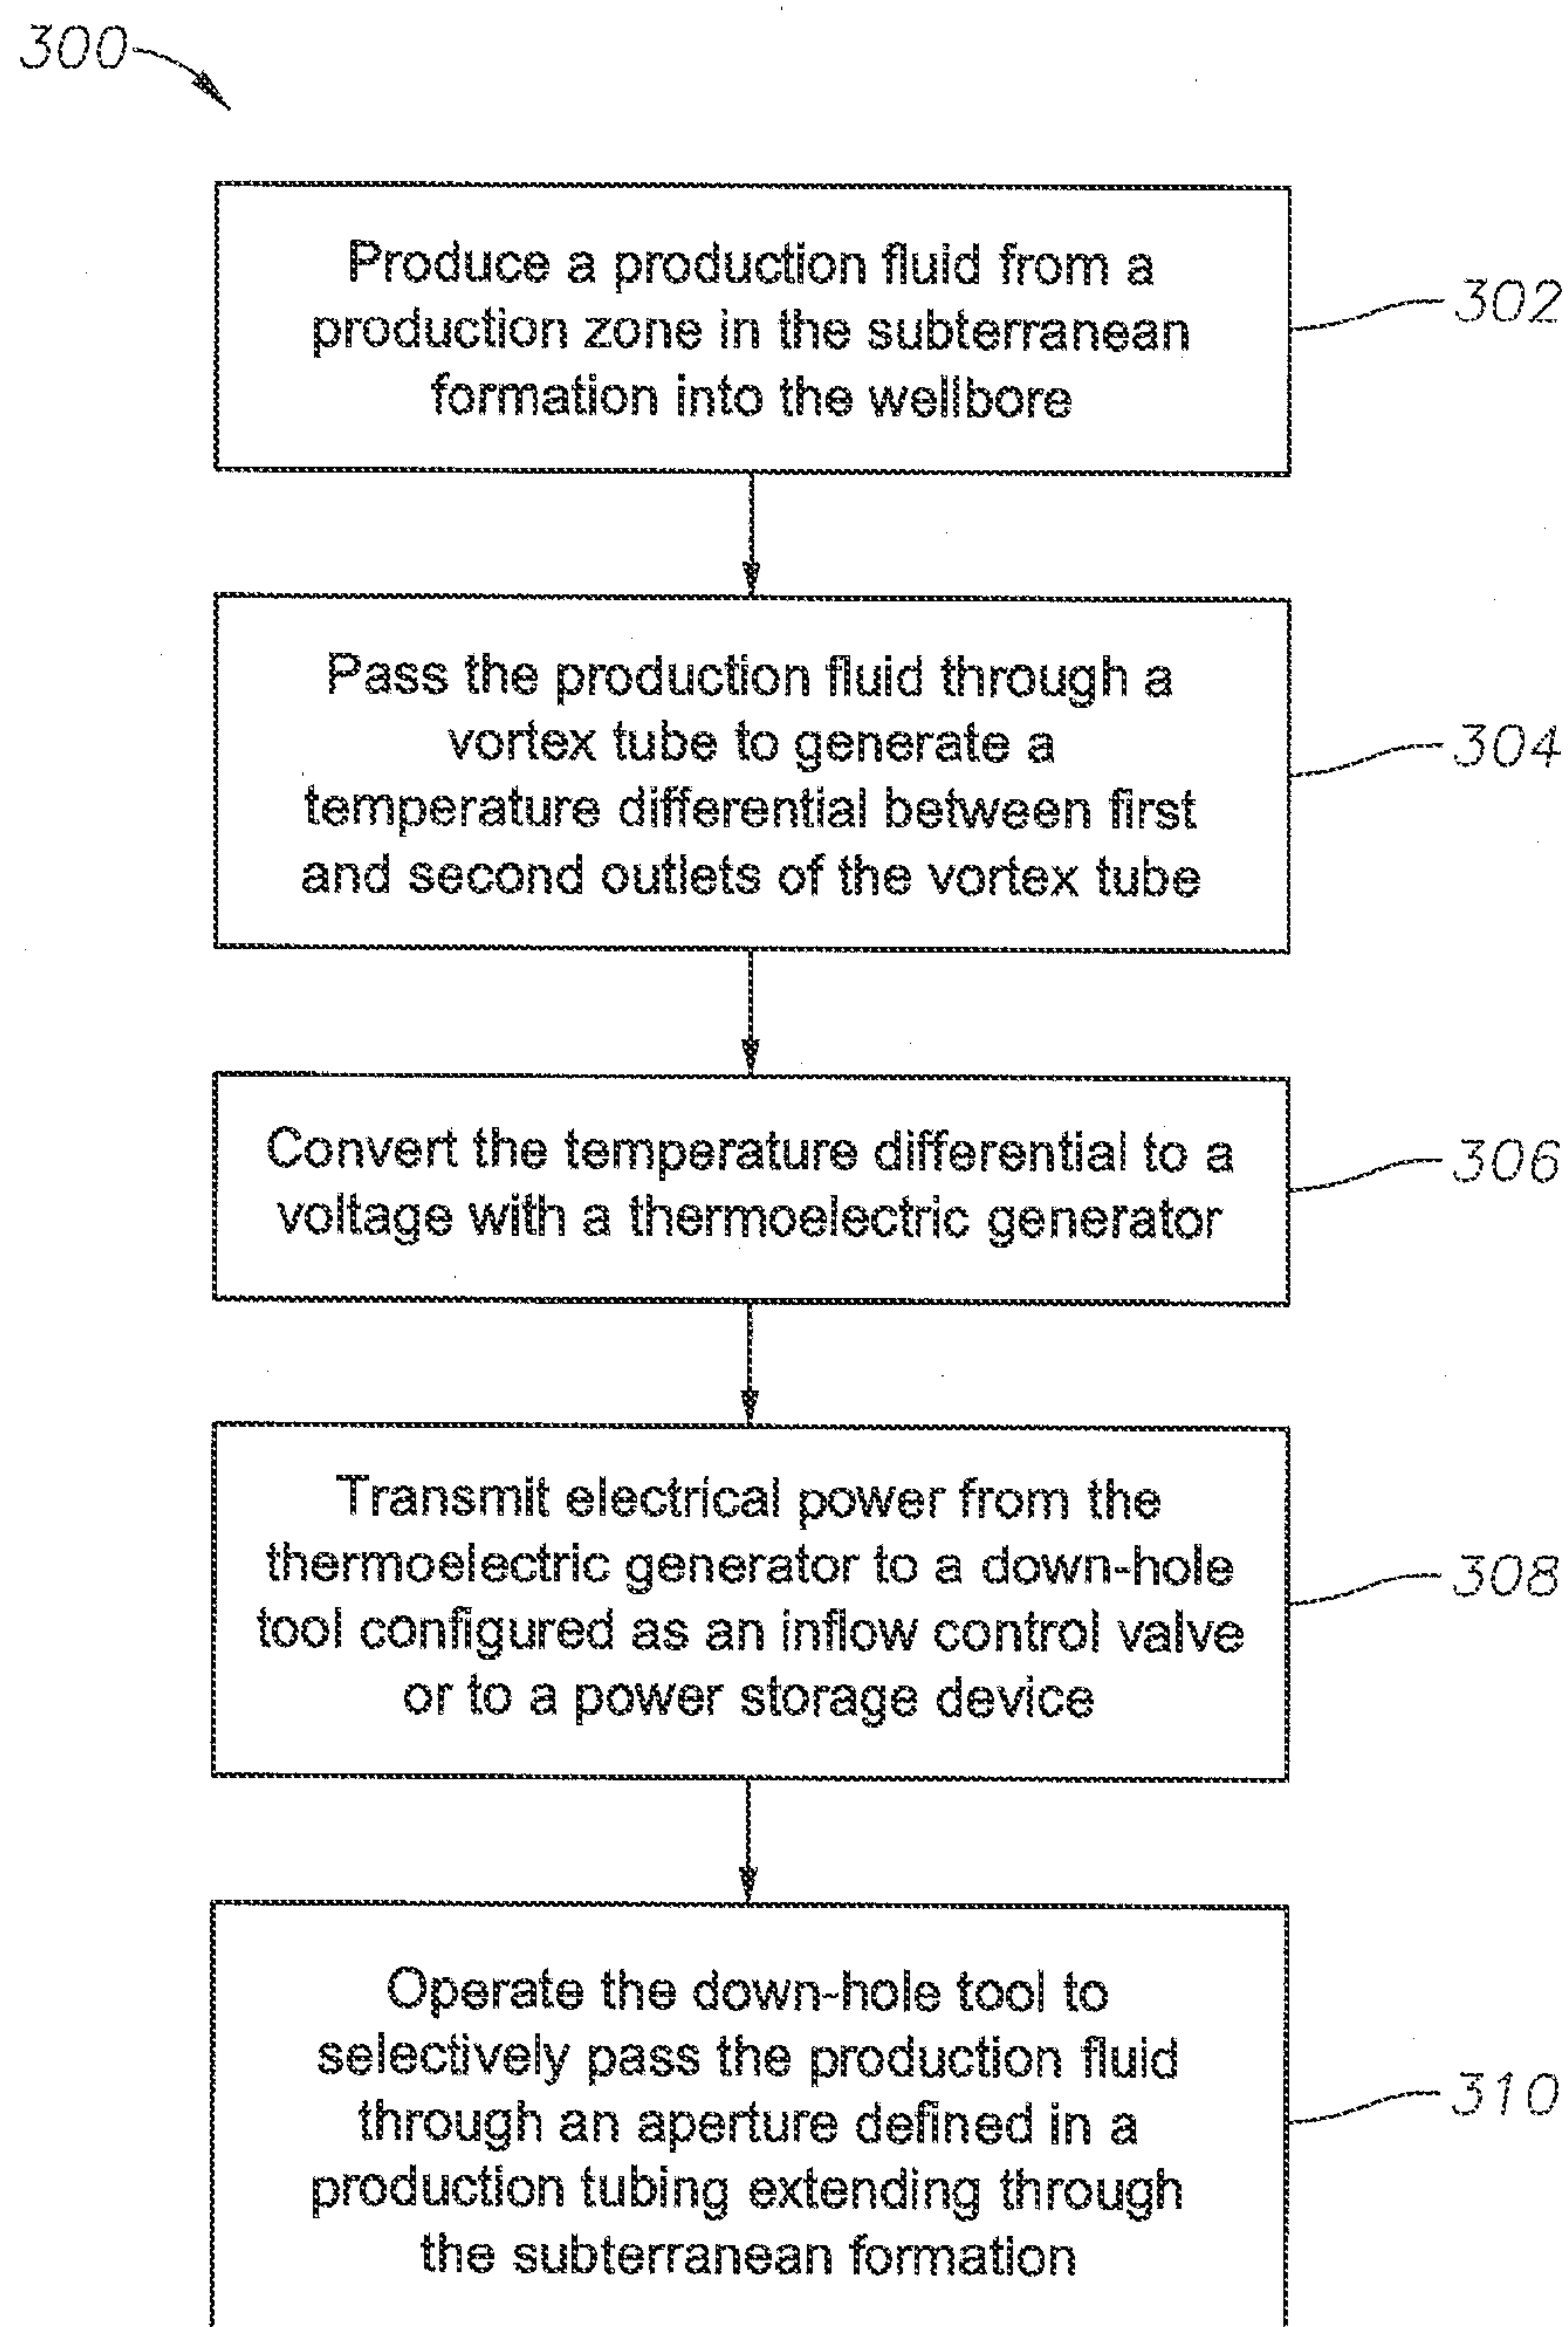 300
Produce a production fluid from a
production zone in the subterranean
formation into the wellbore
302
Pass the production fluid through a
vortex tube to generate a
temperature differential between first
and second outlets of the vortex tube
304
Convert the temperature differential to a
voltage with a thermoelectric generator
306
Transmit electrical power from the
thermoelectric generator to a down-hole
tool configured as an inflow control valve
or to a power storage device
308
Operate the down-hole tool to
selectively pass the production fluid
through an aperture defined in a
production tubing extending through
the subterranean formation
310